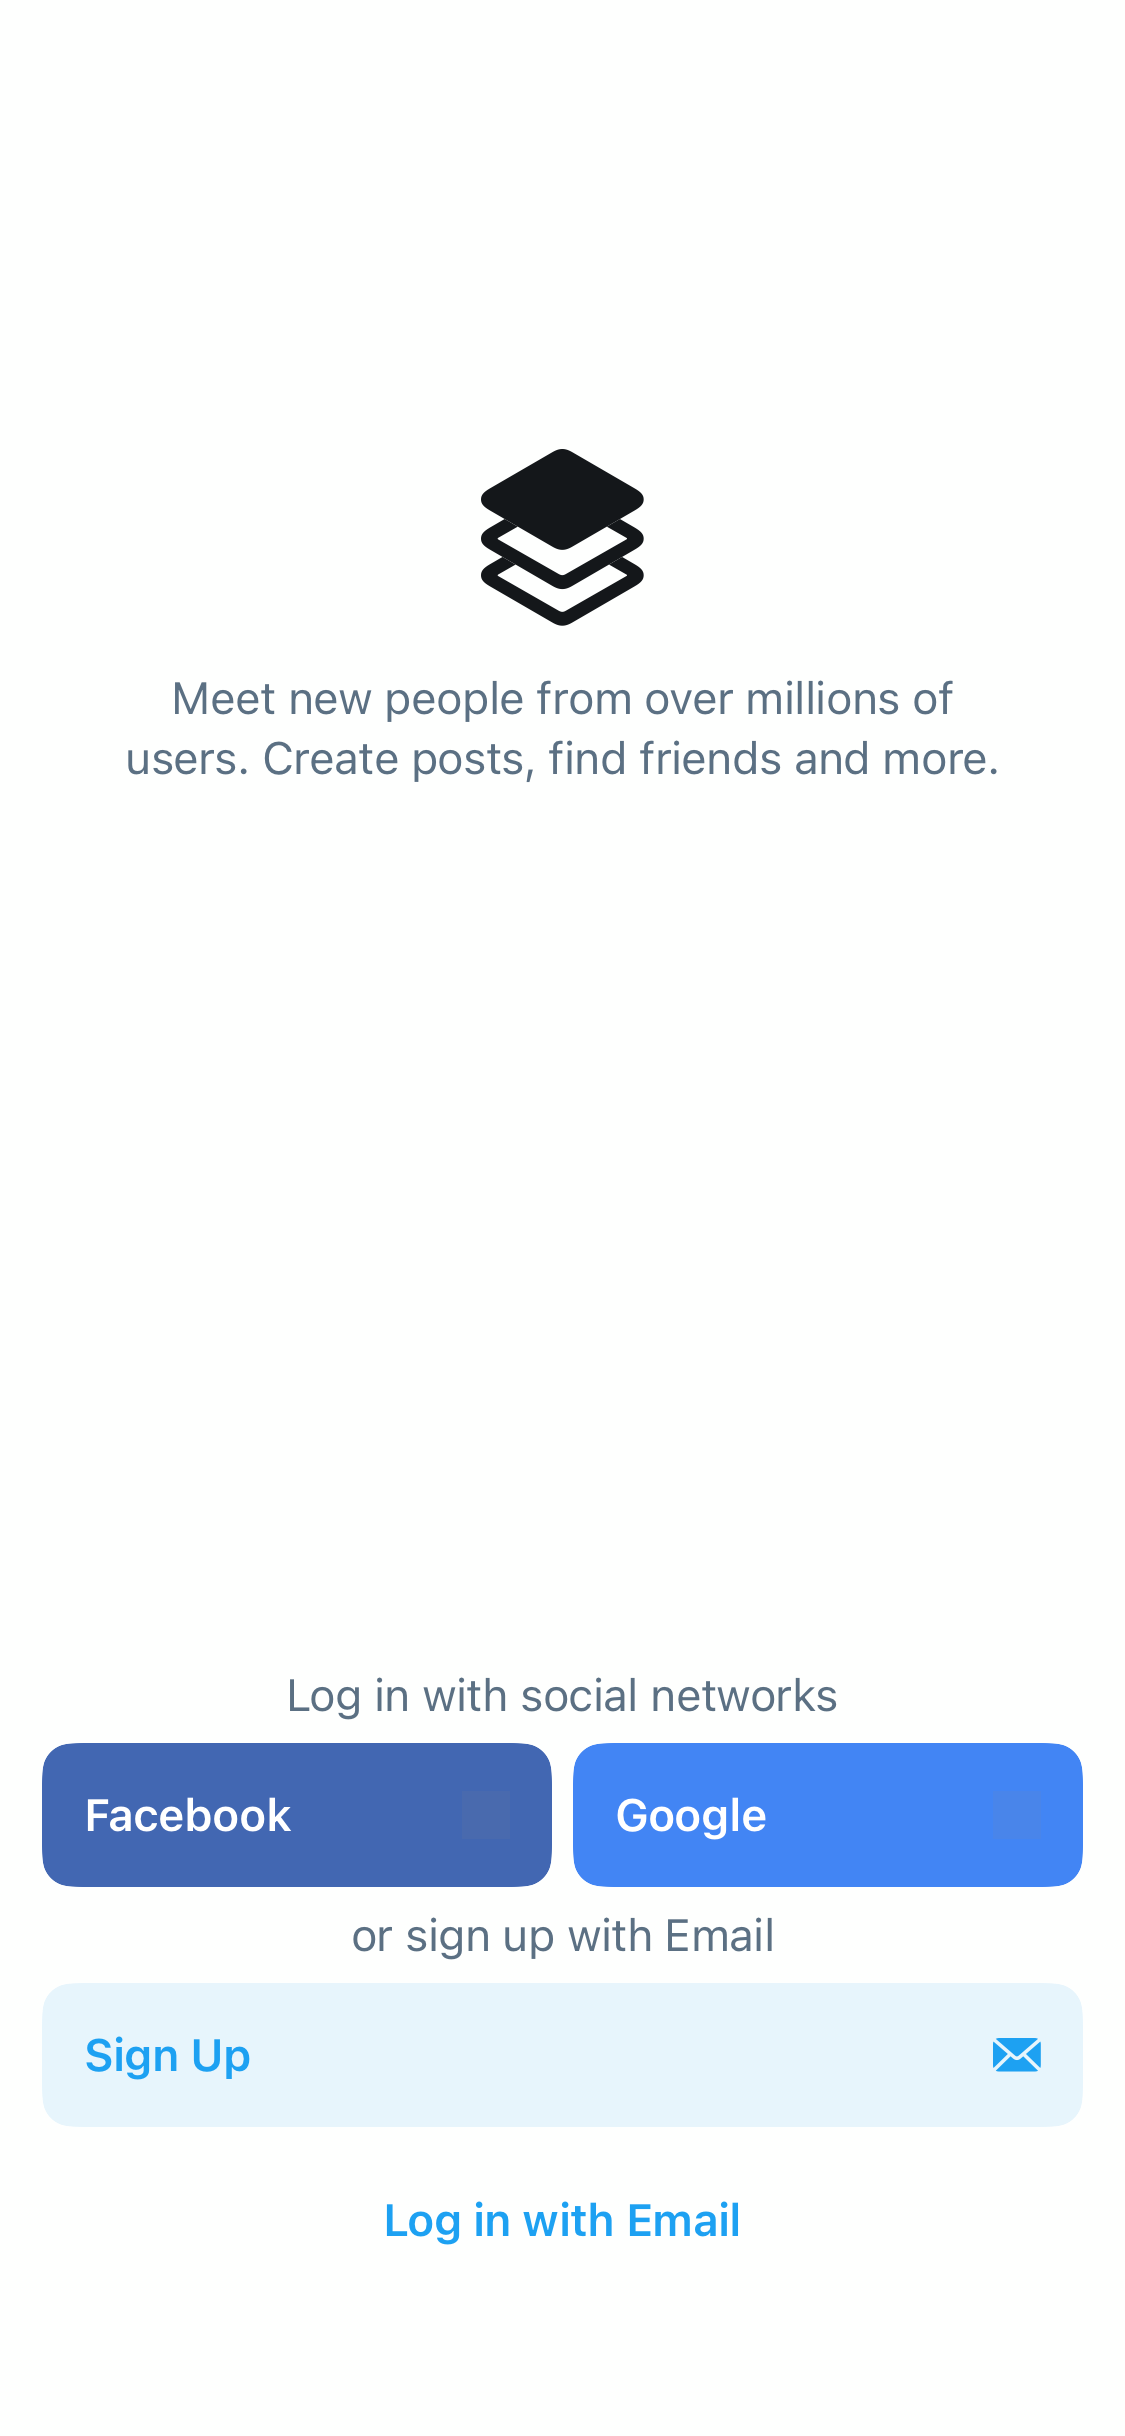 Meet new people from over millions of
users. Create posts, find friends and more.
Log in with social networks
Facebook
Google
or sign up with Email
Sign Up
Log in with Email